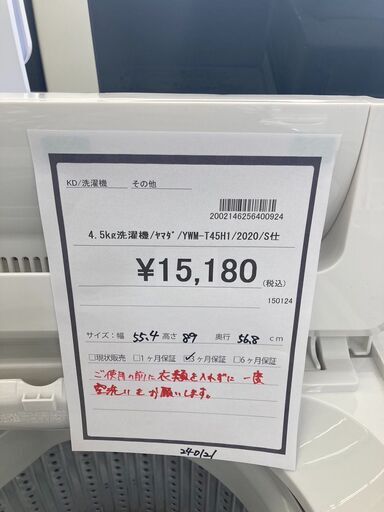 KD/洗濯機 その他
2002146256400924
4.5kg洗濯機/ﾔﾏﾀﾞ/YWM-T45H1/2020/S仕
¥15,180(税込)
150124
サイズ:幅 55.4 高さ 89 奥行 56.8 cm
□現状販売 □1ヶ月保証 ☑3ヶ月保証 □6ヶ月保証
ご使用の前に衣類を入れずに一度
空洗いをお願いします。
240121